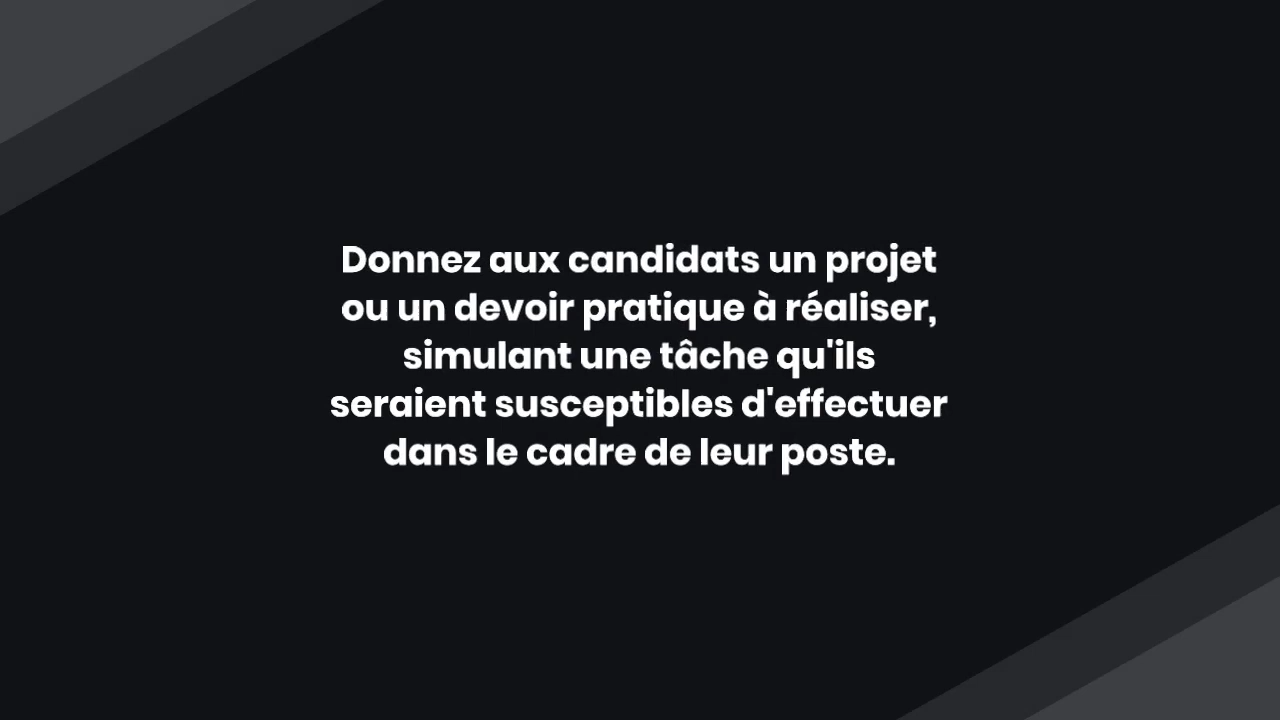 Donnez aux candidats un projet
ou un devoir pratique à réaliser,
simulant une tâche qu'ils
seraient susceptibles d'effectuer
dans le cadre de leur poste.